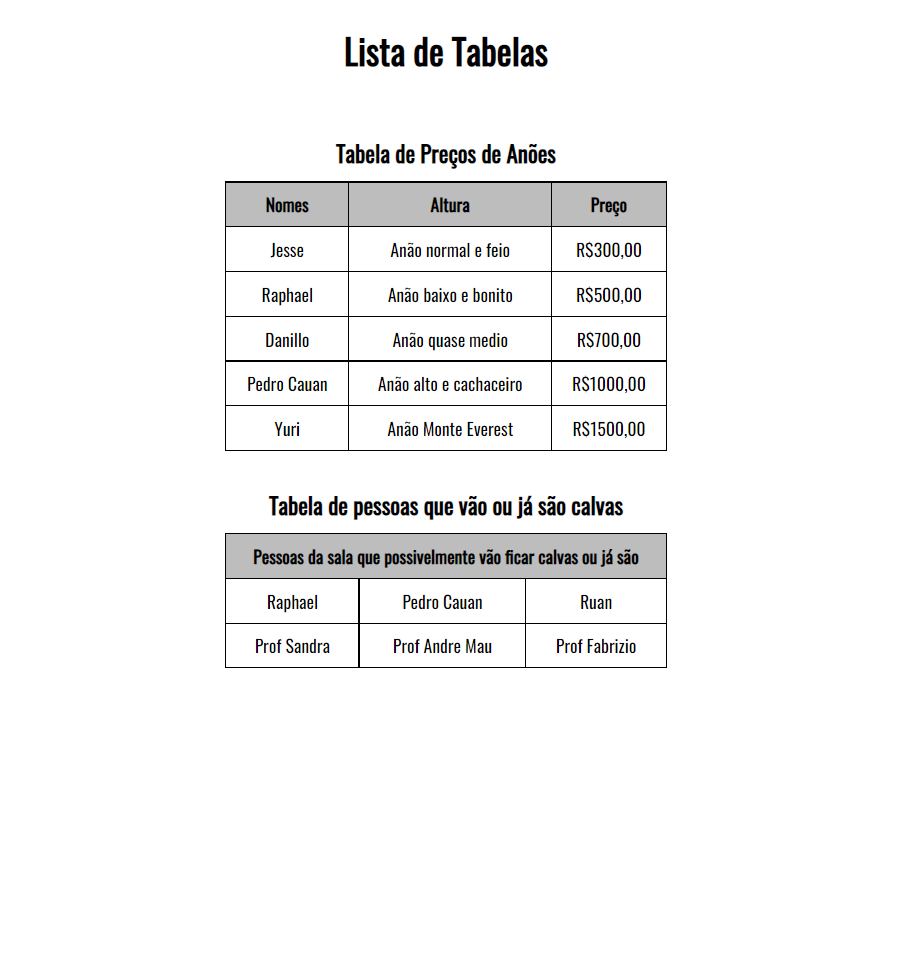 Lista de Tabelas
Tabela de Preços de Anões
Nomes Altura Preço
Jesse Anão normal e feio R$300,00
Raphael Anão baixo e bonito R$500,00
Danillo Anão quase medio R$700,00
Pedro Cauan Anão alto e cachaceiro R$1000,00
Yuri Anão Monte Everest R$1500,00
Tabela de pessoas que vão ou já são calvas
Pessoas da sala que possivelmente vão ficar calvas ou já são
Raphael Pedro Cauan Ruan
Prof Sandra Prof Andre Mau Prof Fabrizio